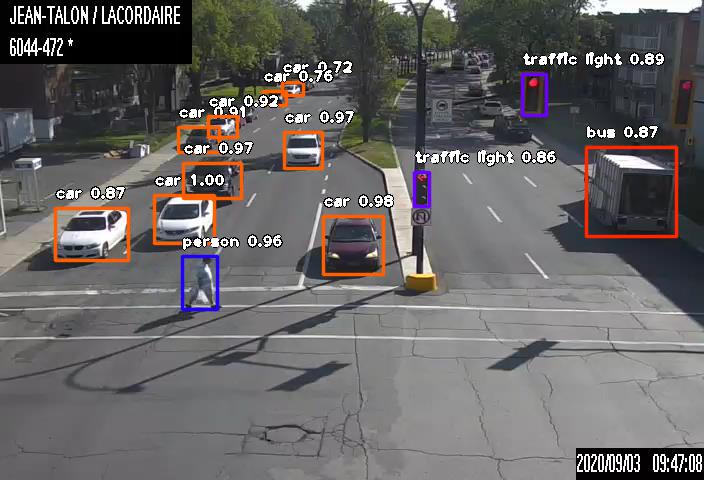 JEAN-TALON / LACORDAIRE
6044-472 *
car 0.72
car 0.76
traffic light 0.89
car 0.92
car 0.91
car 0.97
bus 0.87
car 0.97
traffic light 0.86
car 0.87
car 1.00
car 0.98
person 0.96
2020/09/03 09:47:08